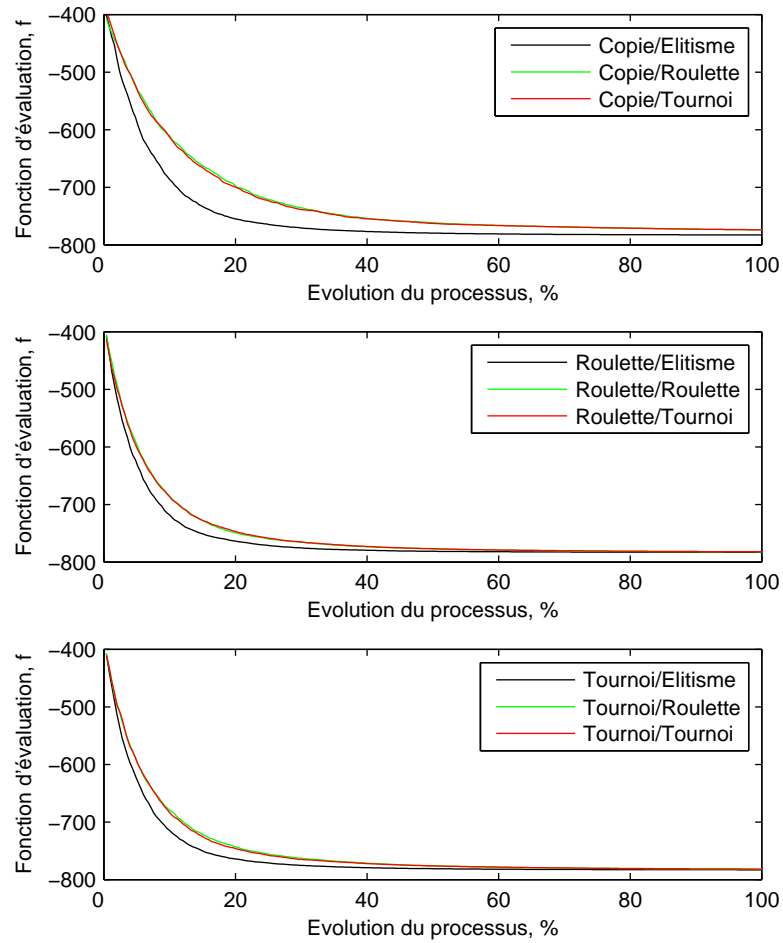 −400
−500
−600
−700
−800
Fonction d'évaluation, f
Copie/Elitisme
Copie/Roulette
Copie/Tournoi
0 20 40 60 80 100
Evolution du processus, %
−400
−500
−600
−700
−800
Fonction d'évaluation, f
Roulette/Elitisme
Roulette/Roulette
Roulette/Tournoi
0 20 40 60 80 100
Evolution du processus, %
−400
−500
−600
−700
−800
Fonction d'évaluation, f
Tournoi/Elitisme
Tournoi/Roulette
Tournoi/Tournoi
0 20 40 60 80 100
Evolution du processus, %